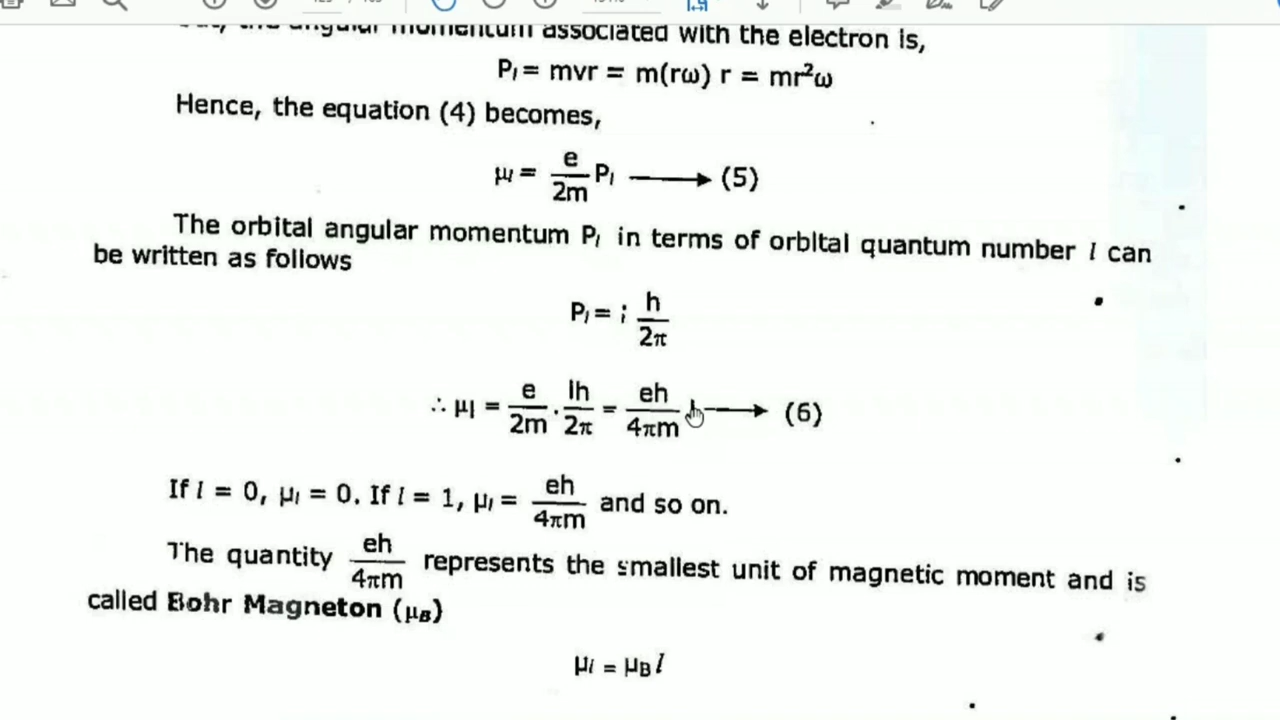 the angular momentum associated with the electron is,
Pₗ = mvr = m(rω) r = mr²ω
Hence, the equation (4) becomes,
μₗ = e/2m Pₗ ⟶ (5)
The orbital angular momentum Pₗ in terms of orbital quantum number l can
be written as follows
Pₗ = i h/2π
∴ μₗ = e/2m . lh/2π = eh/4πm ⟶ (6)
If l = 0, μₗ = 0. If l = 1, μₗ = eh/4πm and so on.
The quantity eh/4πm represents the smallest unit of magnetic moment and is
called Bohr Magneton (μB)
μₗ = μB l